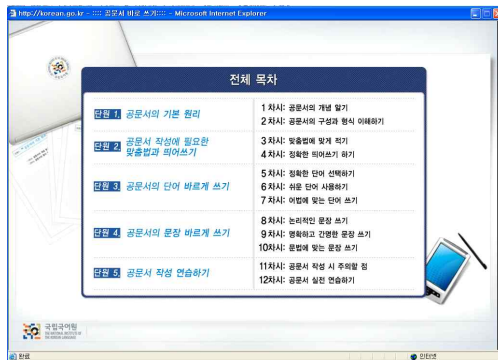 http://korean.go.kr - :::: 공문서 바로 쓰기:::: - Microsoft Internet Explorer
전체 목차
단원 1. 공문서의 기본 원리
1 차시: 공문서의 개념 알기
2 차시: 공문서의 구성과 형식 이해하기
단원 2. 공문서 작성에 필요한
맞춤법과 띄어쓰기
3 차시: 맞춤법에 맞게 적기
4 차시: 정확한 띄어쓰기 하기
단원 3. 공문서의 단어 바르게 쓰기
5 차시: 정확한 단어 선택하기
6 차시: 쉬운 단어 사용하기
7 차시: 어법에 맞는 단어 쓰기
단원 4. 공문서의 문장 바르게 쓰기
8 차시: 논리적인 문장 쓰기
9 차시: 명확하고 간명한 문장 쓰기
10차시: 문법에 맞는 문장 쓰기
단원 5. 공문서 작성 연습하기
11차시: 공문서 작성 시 주의할 점
12차시: 공문서 실전 연습하기
국립국어원
THE NATIONAL INSTITUTE OF
THE KOREAN LANGUAGE
완료
인터넷